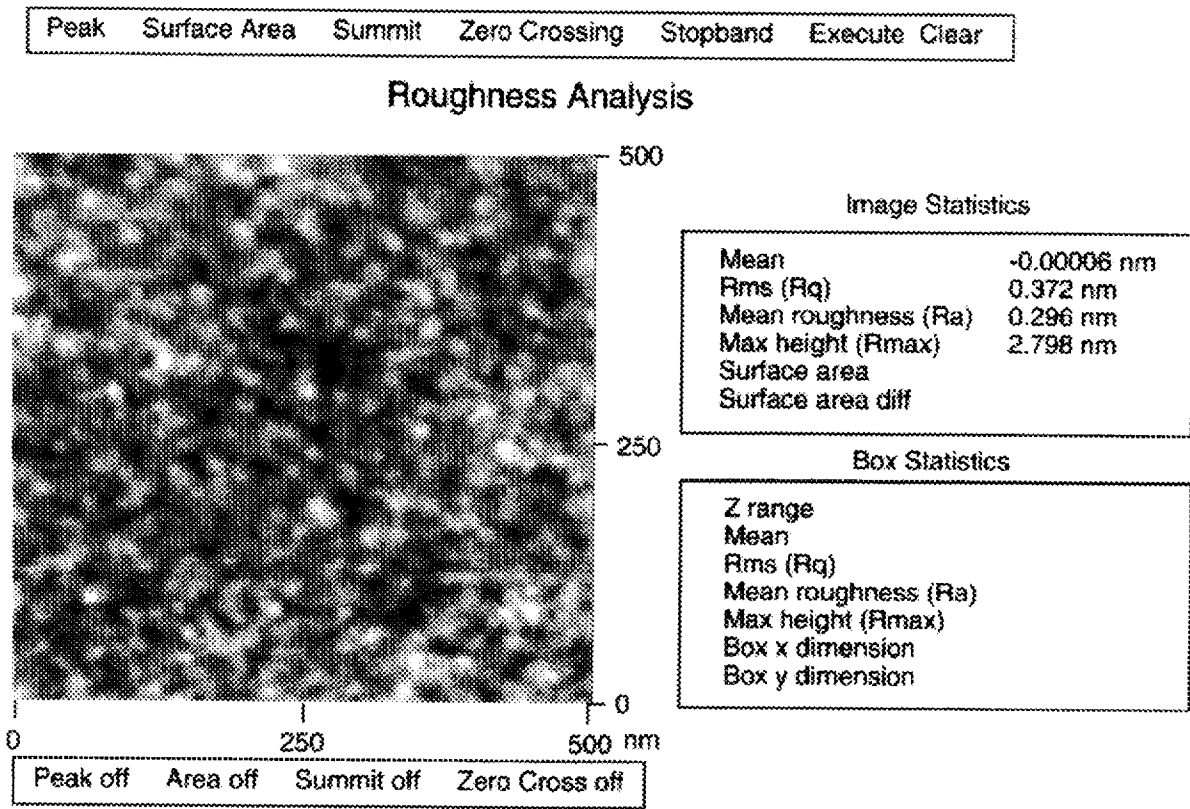 Peak Surface Area Summit Zero Crossing Stopband Execute Clear
Roughness Analysis
500
250
0
0 250 500 nm
Image Statistics
Mean -0.00006 nm
Rms (Rq) 0.372 nm
Mean roughness (Ra) 0.296 nm
Max height (Rmax) 2.798 nm
Surface area
Surface area diff
Box Statistics
Z range
Mean
Rms (Rq)
Mean roughness (Ra)
Max height (Rmax)
Box x dimension
Box y dimension
Peak off Area off Summit off Zero Cross off